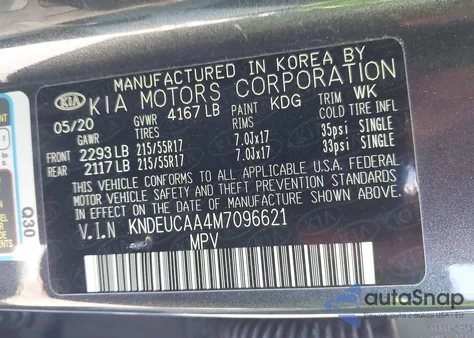 MANUFACTURED IN KOREA BY
KIA KIA MOTORS CORPORATION
05/20 GVWR 4167 LB PAINT KDG TRIM WK
GAWR TIRES RIMS COLD TIRE INFL
FRONT 2293 LB 215/55R17 7.0Jx17 35psi SINGLE
REAR 2117 LB 215/55R17 7.0Jx17 33psi SINGLE
THIS VEHICLE CONFORMS TO ALL APPLICABLE U.S.A. FEDERAL
MOTOR VEHICLE SAFETY AND THEFT PREVENTION STANDARDS
IN EFFECT ON THE DATE OF MANUFACTURE SHOWN ABOVE.
V.I.N KNDEUCAA4M7096621
MPV
Q30
autoSnap